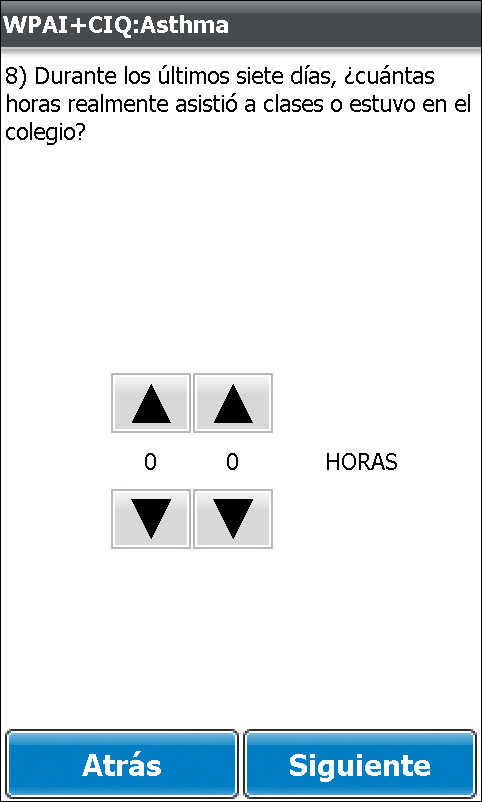 WPAI+CIQ:Asthma
8) Durante los últimos siete días, ¿cuántas
horas realmente asistió a clases o estuvo en el
colegio?
0 0 HORAS
Atrás Siguiente